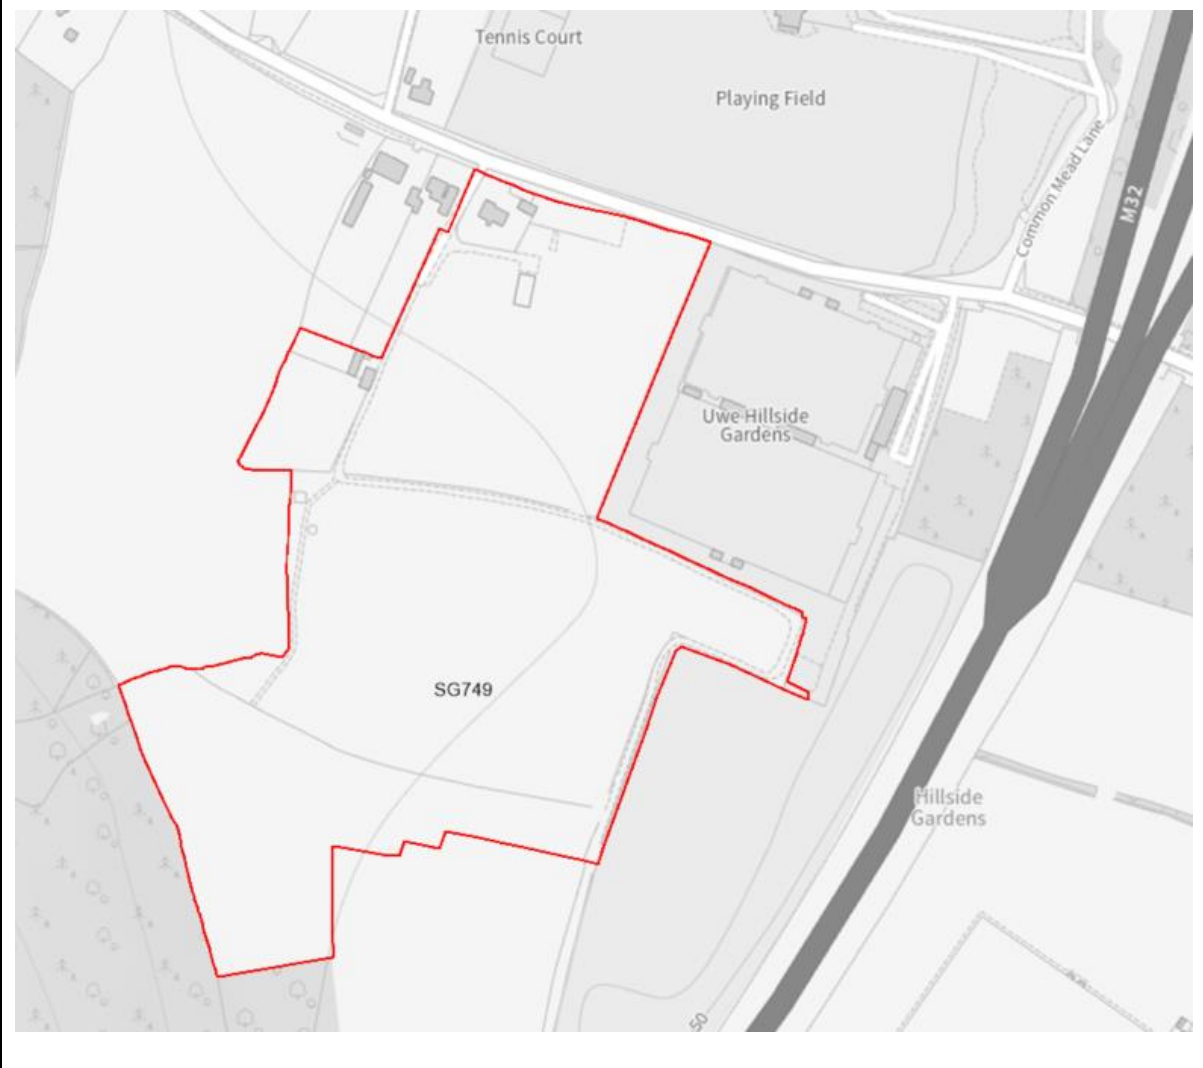 Tennis Court
Playing Field
Common Mead Lane
M32
Uwe Hillside
Gardens
SG749
Hillside
Gardens
50